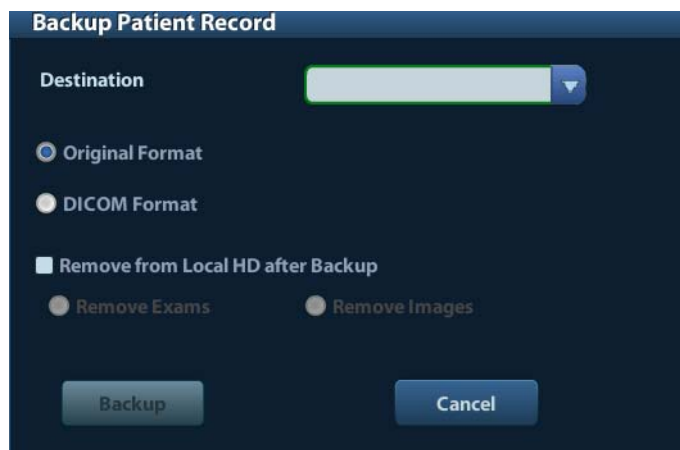 Backup Patient Record
Destination
Original Format
DICOM Format
Remove from Local HD after Backup
Remove Exams Remove Images
Backup Cancel